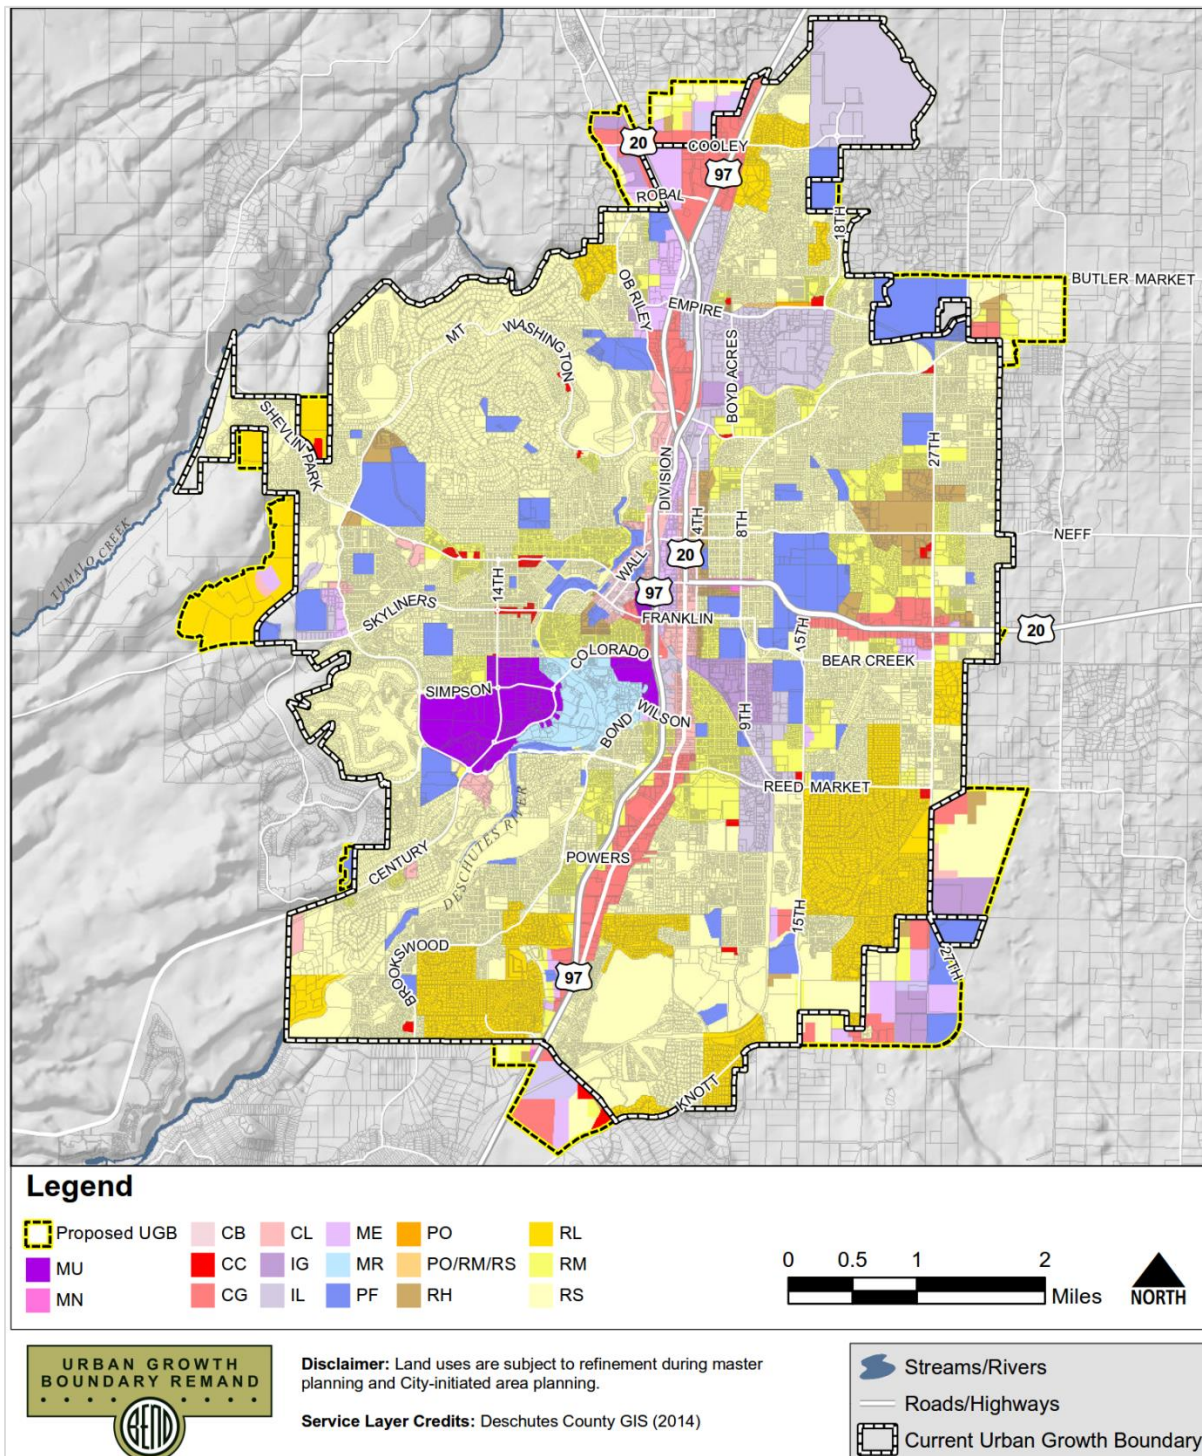 20
COOLEY
97
ROBAL
18TH
BUTLER MARKET
OB RILEY
EMPIRE
MT
WASHINGTON
BOYD ACRES
SHEVLIN PARK
27TH
DIVISION
4TH
8TH
NEFF
TUMALO CREEK
WALL
20
14TH
97
SKYLINERS
FRANKLIN
20
15TH
BEAR CREEK
COLORADO
SIMPSON
WILSON
9TH
BOND
REED MARKET
DESCHUTES RIVER
POWERS
CENTURY
15TH
BROOKSWOOD
27TH
97
KNOTT
Legend
Proposed UGB
CB
CL
ME
PO
RL
MU
CC
IG
MR
PO/RM/RS
RM
MN
CG
IL
PF
RH
RS
0 0.5 1 2
Miles
NORTH
URBAN GROWTH
BOUNDARY REMAND
BEND
Disclaimer: Land uses are subject to refinement during master
planning and City-initiated area planning.
Service Layer Credits: Deschutes County GIS (2014)
Streams/Rivers
Roads/Highways
Current Urban Growth Boundary